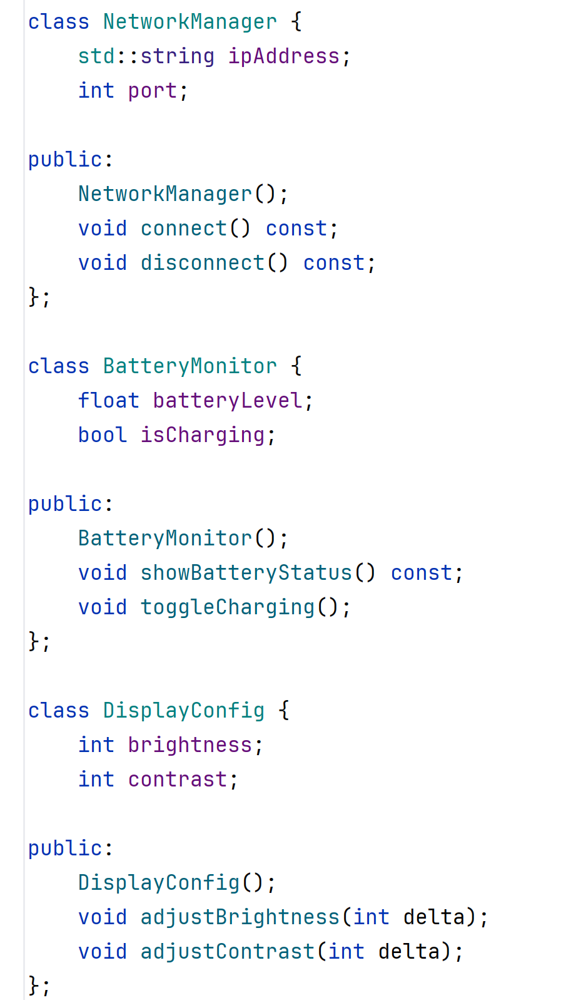 class NetworkManager {
    std::string ipAddress;
    int port;

public:
    NetworkManager();
    void connect() const;
    void disconnect() const;
};

class BatteryMonitor {
    float batteryLevel;
    bool isCharging;

public:
    BatteryMonitor();
    void showBatteryStatus() const;
    void toggleCharging();
};

class DisplayConfig {
    int brightness;
    int contrast;

public:
    DisplayConfig();
    void adjustBrightness(int delta);
    void adjustContrast(int delta);
};